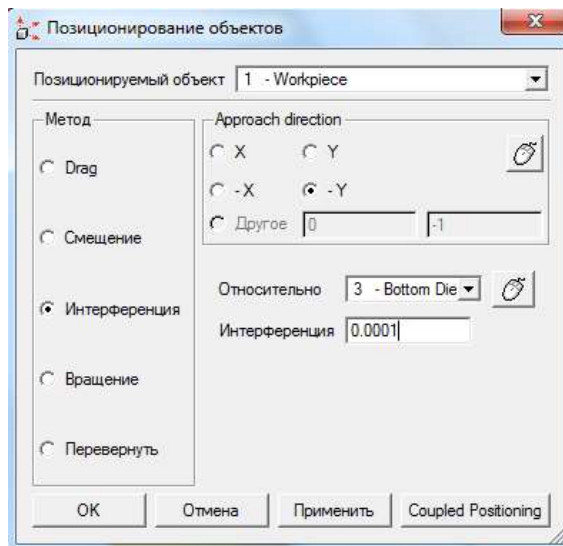 Позиционирование объектов
Позиционируемый объект 1 - Workpiece
Метод
Drag
Смещение
Интерференция
Вращение
Перевернуть
Approach direction
X Y
-X -Y
Другое 0 -1
Относительно 3 - Bottom Die
Интерференция 0.0001
OK Отмена Применить Coupled Positioning